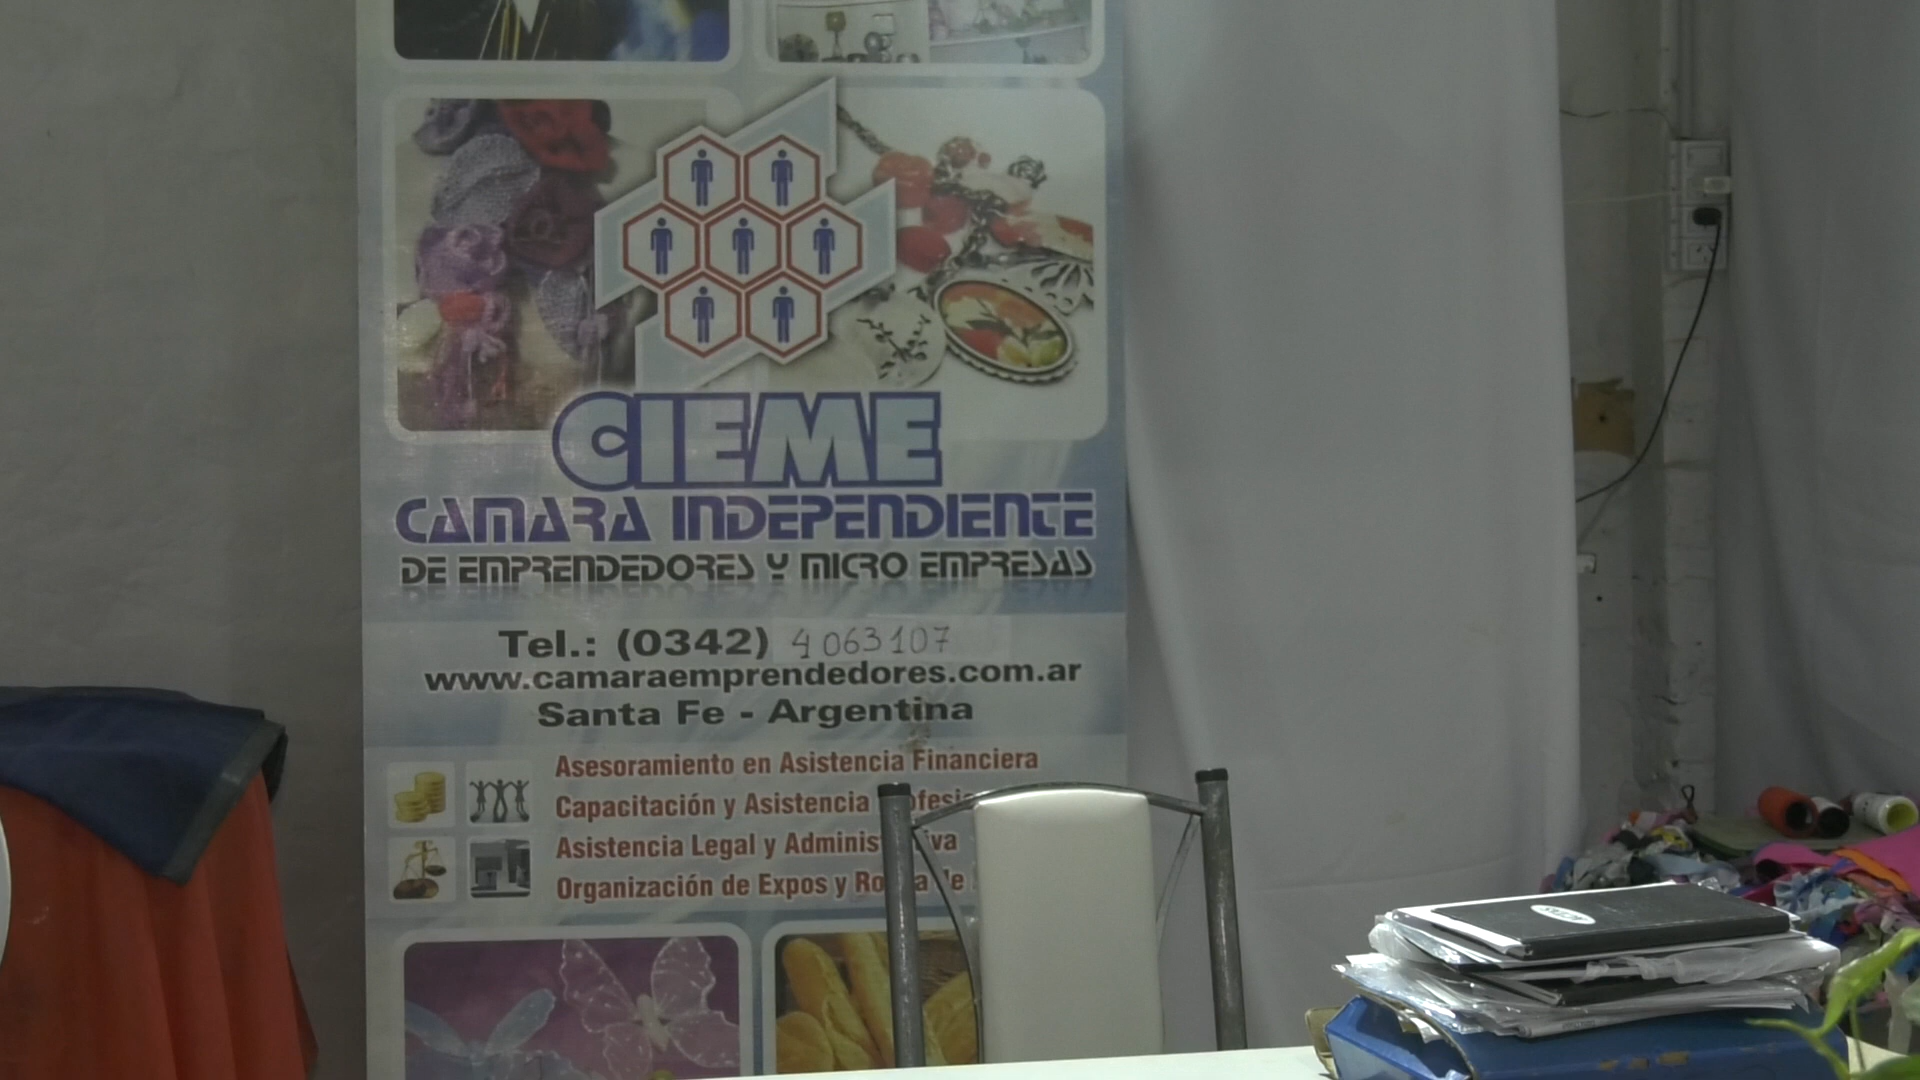 CIEME
CAMARA INDEPENDIENTE
DE EMPRENDEDORES Y MICRO EMPRESAS
Tel.: (0342) 4063107
www.camaraemprendedores.com.ar
Santa Fe - Argentina
Asesoramiento en Asistencia Financiera
Capacitación y Asistencia
Asistencia Legal y
Organización de Expos y